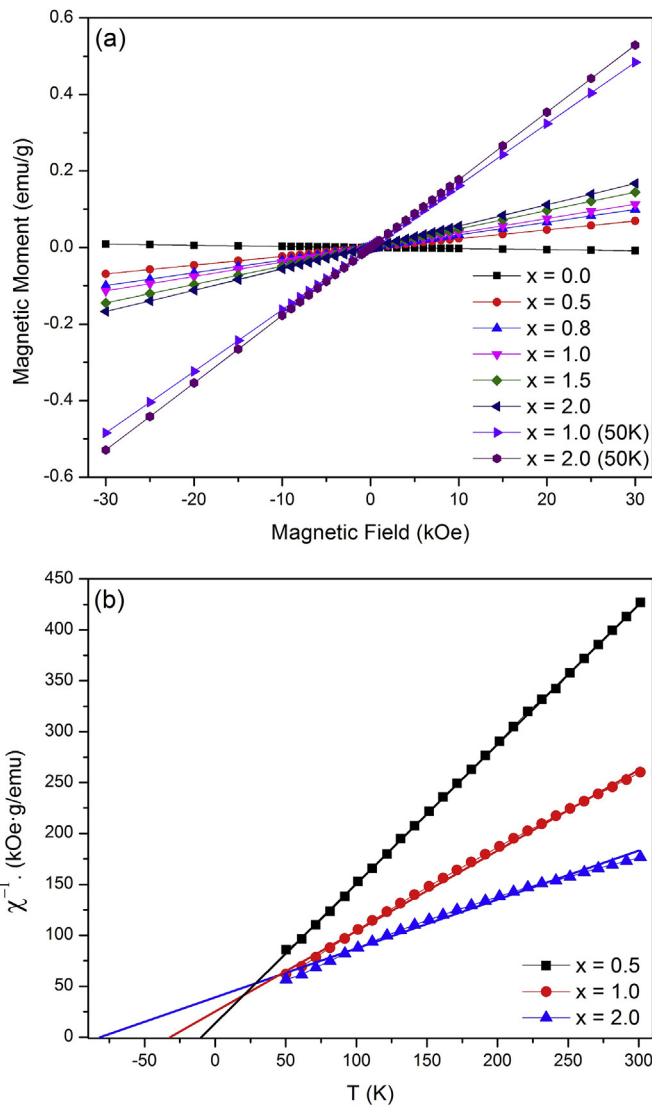 (a)
0.6
0.4
0.2
0.0
-0.2
-0.4
-0.6
Magnetic Moment (emu/g)
x = 0.0
x = 0.5
x = 0.8
x = 1.0
x = 1.5
x = 2.0
x = 1.0 (50K)
x = 2.0 (50K)
-30 -20 -10 0 10 20 30
Magnetic Field (kOe)
(b)
450
400
350
300
250
200
150
100
50
0
χ⁻¹. (kOe·g/emu)
x = 0.5
x = 1.0
x = 2.0
-50 0 50 100 150 200 250 300
T (K)